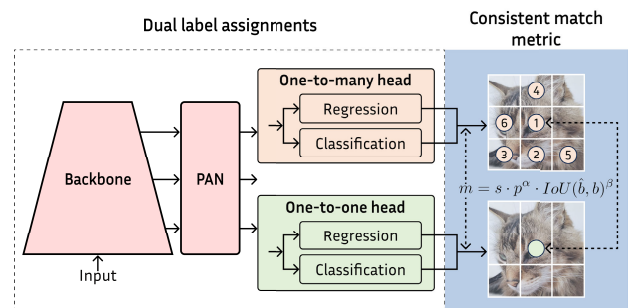 Dual label assignments
Consistent match
metric
One-to-many head
Regression
Classification
Backbone
PAN
One-to-one head
Regression
Classification
Input
4
6
1
3
2
5
m = s · p^α · IoU(b̂, b)^β